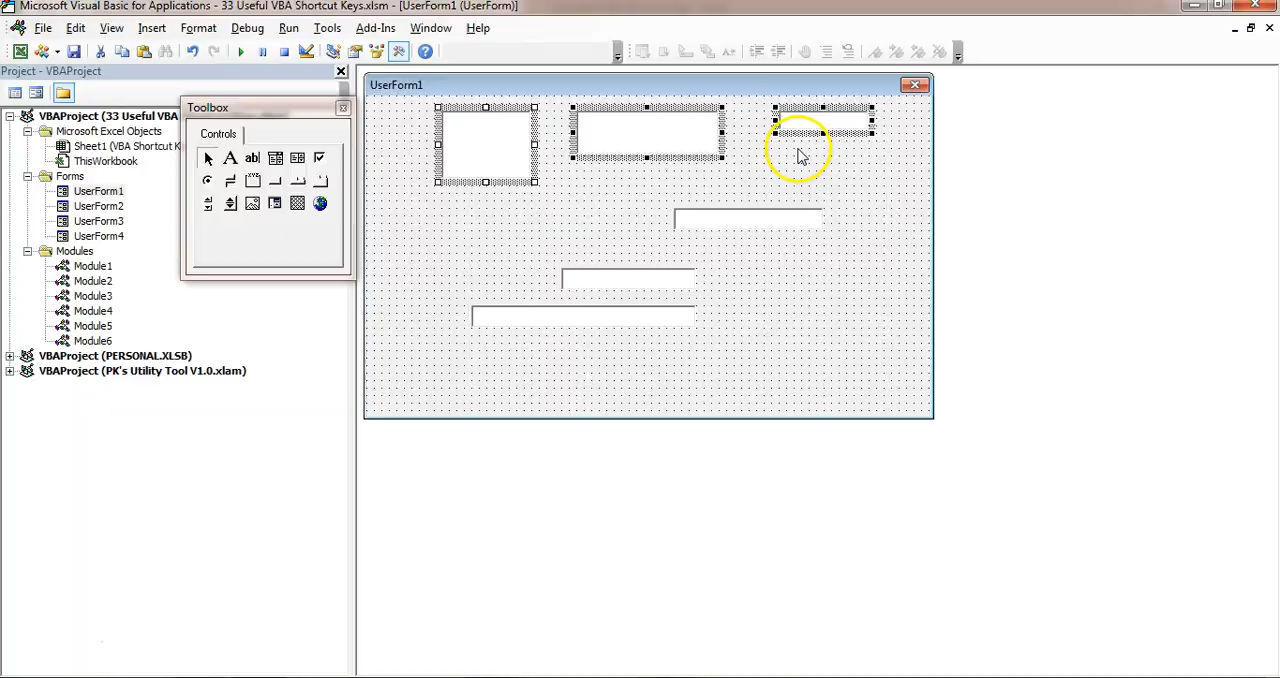 Microsoft Visual Basic for Applications - 33 Useful VBA Shortcut Keys.xlsm - [UserForm1 (UserForm)]
File Edit View Insert Format Debug Run Tools Add-Ins Window Help
Project - VBAProject
VBAProject (33 Useful VBA
Microsoft Excel Objects
Sheet1 (VBA Shortcut K
ThisWorkbook
Forms
UserForm1
UserForm2
UserForm3
UserForm4
Modules
Module1
Module2
Module3
Module4
Module5
Module6
VBAProject (PERSONAL.XLSB)
VBAProject (PK's Utility Tool V1.0.xlam)
Toolbox
Controls
A ab|
UserForm1